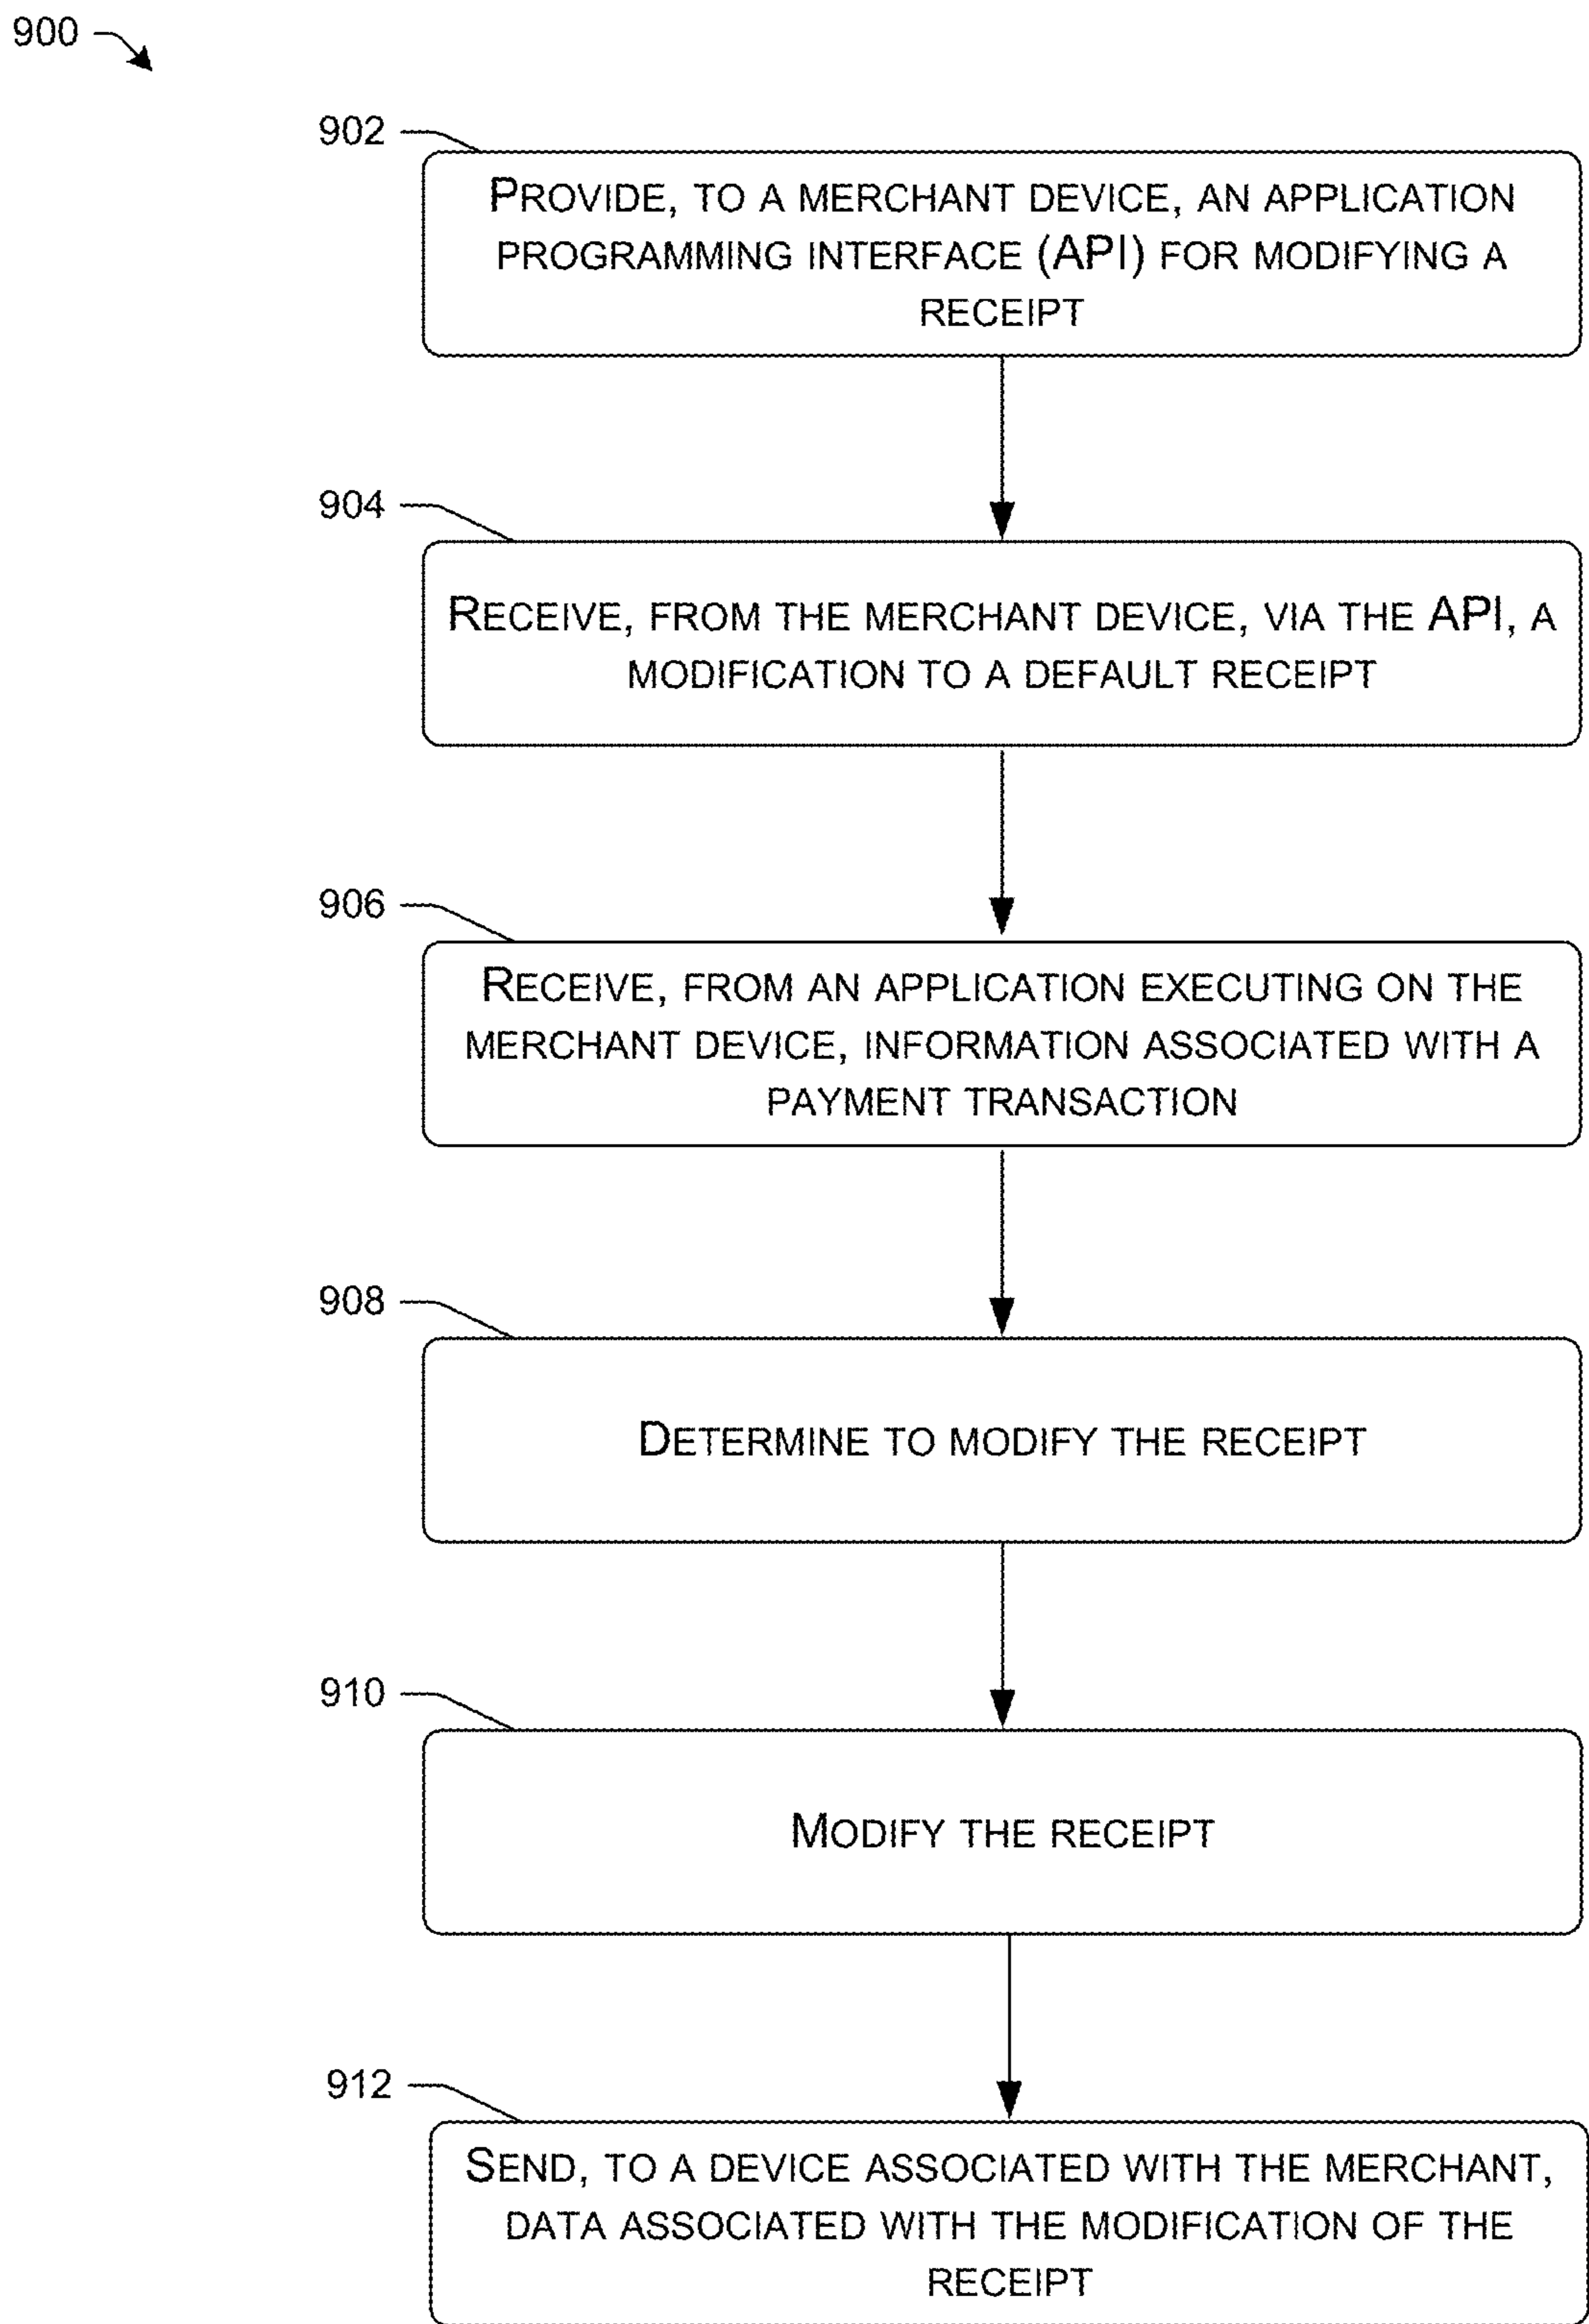 900
902
PROVIDE, TO A MERCHANT DEVICE, AN APPLICATION
PROGRAMMING INTERFACE (API) FOR MODIFYING A
RECEIPT
904
RECEIVE, FROM THE MERCHANT DEVICE, VIA THE API, A
MODIFICATION TO A DEFAULT RECEIPT
906
RECEIVE, FROM AN APPLICATION EXECUTING ON THE
MERCHANT DEVICE, INFORMATION ASSOCIATED WITH A
PAYMENT TRANSACTION
908
DETERMINE TO MODIFY THE RECEIPT
910
MODIFY THE RECEIPT
912
SEND, TO A DEVICE ASSOCIATED WITH THE MERCHANT,
DATA ASSOCIATED WITH THE MODIFICATION OF THE
RECEIPT